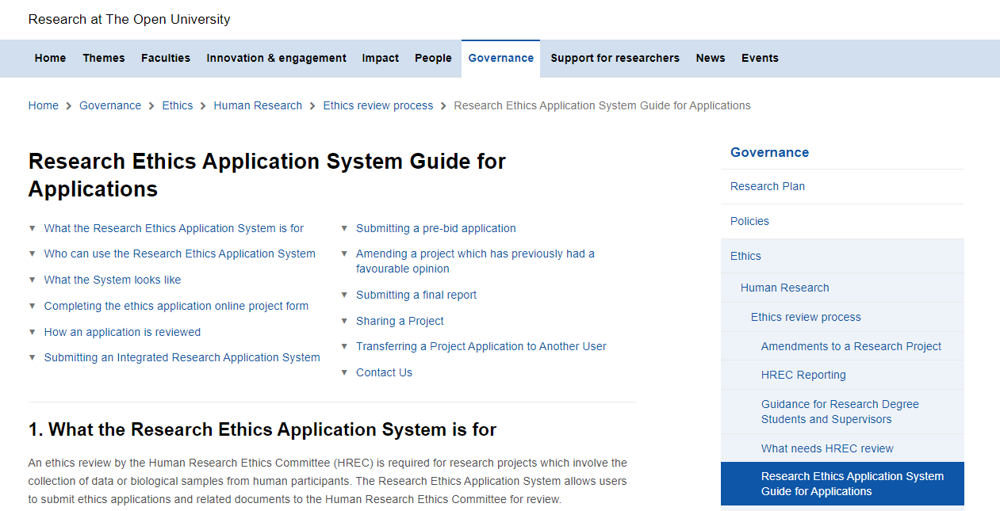 Research at The Open University
Home Themes Faculties Innovation & engagement Impact People Governance Support for researchers News Events
Home > Governance > Ethics > Human Research > Ethics review process > Research Ethics Application System Guide for Applications
Research Ethics Application System Guide for
Applications
▼ What the Research Ethics Application System is for
▼ Who can use the Research Ethics Application System
▼ What the System looks like
▼ Completing the ethics application online project form
▼ How an application is reviewed
▼ Submitting an Integrated Research Application System
▼ Submitting a pre-bid application
▼ Amending a project which has previously had a
favourable opinion
▼ Submitting a final report
▼ Sharing a Project
▼ Transferring a Project Application to Another User
▼ Contact Us
1. What the Research Ethics Application System is for
An ethics review by the Human Research Ethics Committee (HREC) is required for research projects which involve the
collection of data or biological samples from human participants. The Research Ethics Application System allows users
to submit ethics applications and related documents to the Human Research Ethics Committee for review.
Governance
Research Plan
Policies
Ethics
Human Research
Ethics review process
Amendments to a Research Project
HREC Reporting
Guidance for Research Degree
Students and Supervisors
What needs HREC review
Research Ethics Application System
Guide for Applications